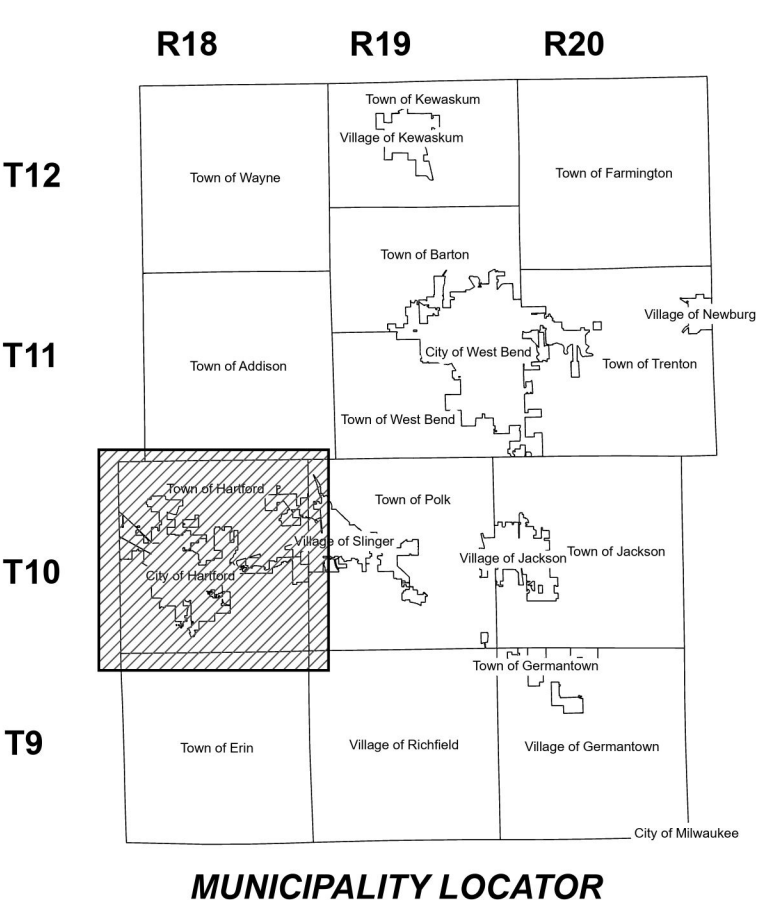 R18 R19 R20
Town of Kewaskum
Village of Kewaskum
T12
Town of Wayne
Town of Farmington
Town of Barton
Village of Newburg
T11
City of West Bend
Town of Addison
Town of Trenton
Town of West Bend
Town of Hartford
Town of Polk
Village of Slinger
Town of Jackson
Village of Jackson
T10
City of Hartford
Town of Germantown
T9
Town of Erin
Village of Richfield
Village of Germantown
City of Milwaukee
MUNICIPALITY LOCATOR